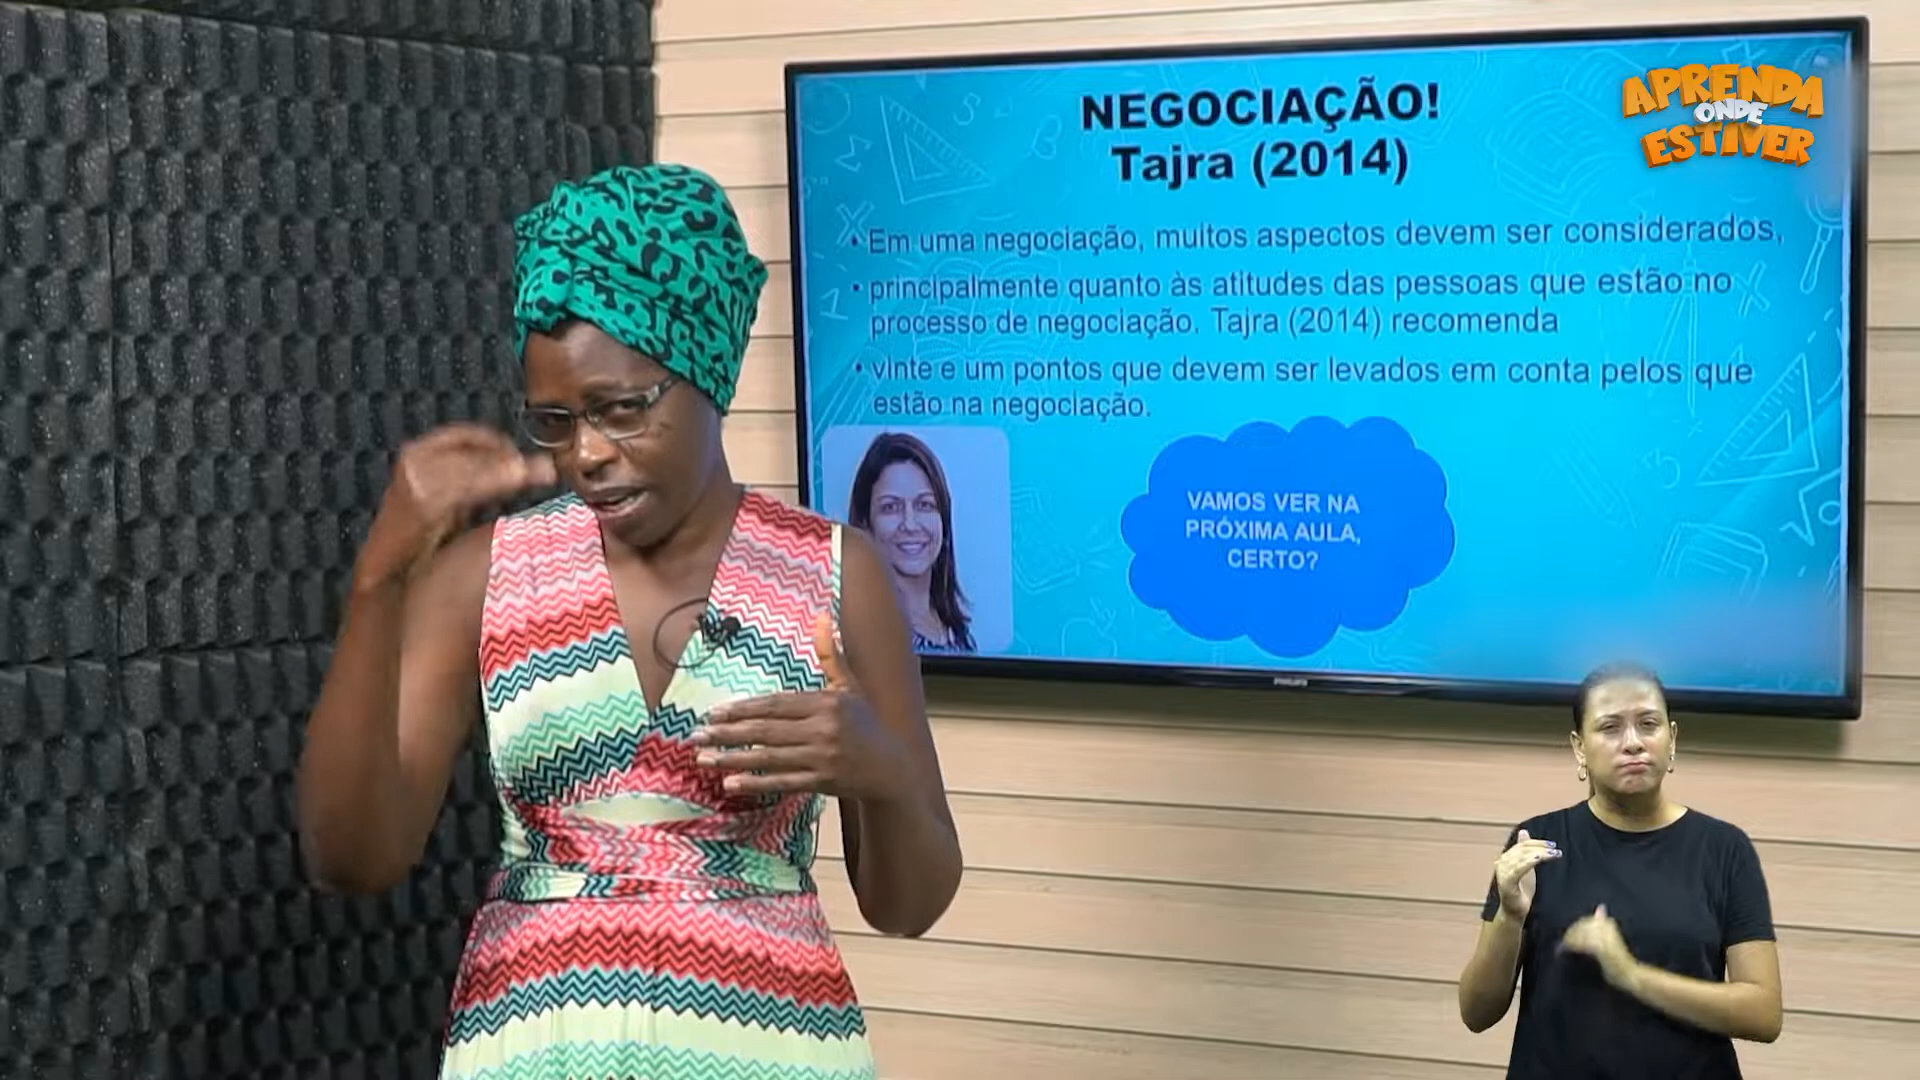 APRENDA
ONDE
ESTIVER
NEGOCIAÇÃO!
Tajra (2014)
• Em uma negociação, muitos aspectos devem ser considerados,
• principalmente quanto às atitudes das pessoas que estão no
processo de negociação. Tajra (2014) recomenda
• vinte e um pontos que devem ser levados em conta pelos que
estão na negociação.
VAMOS VER NA
PRÓXIMA AULA,
CERTO?
PHILIPS